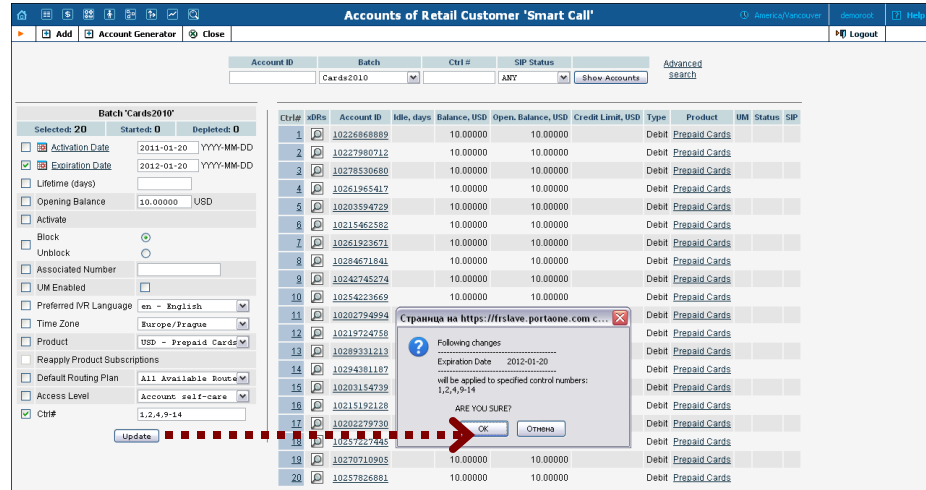 Accounts of Retail Customer 'Smart Call'
America/Vancouver
demoroot
? Help
Add
Account Generator
Close
Logout
Account ID Batch Ctrl # SIP Status
Cards2010 ANY Show Accounts
Advanced search
Batch 'Cards2010'
Selected: 20 Started: 0 Depleted: 0
Activation Date 2011-01-20 YYYY-MM-DD
Expiration Date 2012-01-20 YYYY-MM-DD
Lifetime (days)
Opening Balance 10.00000 USD
Activate
Block
Unblock
Associated Number
UM Enabled
Preferred IVR Language en - English
Time Zone Europe/Prague
Product USD - Prepaid Cards
Reapply Product Subscriptions
Default Routing Plan All Available Route
Access Level Account self-care
Ctrl# 1,2,4,9-14
Update
Ctrl# xDRs Account ID Idle, days Balance, USD Open. Balance, USD Credit Limit, USD Type Product UM Status SIP
1 10226868889 10.00000 10.00000 Debit Prepaid Cards
2 10227980712 10.00000 10.00000 Debit Prepaid Cards
3 10278530680 10.00000 10.00000 Debit Prepaid Cards
4 10261965417 10.00000 10.00000 Debit Prepaid Cards
5 10203594729 10.00000 10.00000 Debit Prepaid Cards
6 10215462582 10.00000 10.00000 Debit Prepaid Cards
7 10261923671 10.00000 10.00000 Debit Prepaid Cards
8 10284671841 10.00000 10.00000 Debit Prepaid Cards
9 10242745274 10.00000 10.00000 Debit Prepaid Cards
10 10254223669 10.00000 10.00000 Debit Prepaid Cards
11 10202794994 Debit Prepaid Cards
12 10219724758 Debit Prepaid Cards
13 10289331213 Debit Prepaid Cards
14 10294381187 Debit Prepaid Cards
15 10203154739 Debit Prepaid Cards
16 10215192128 Debit Prepaid Cards
17 10202279730 Debit Prepaid Cards
18 10257227445 Debit Prepaid Cards
19 10270710905 10.00000 10.00000 Debit Prepaid Cards
20 10257826881 10.00000 10.00000 Debit Prepaid Cards
Страница на https://frslave.portaone.com с...
Following changes
Expiration Date 2012-01-20
will be applied to specified control numbers:
1,2,4,9-14
ARE YOU SURE?
OK Отмена